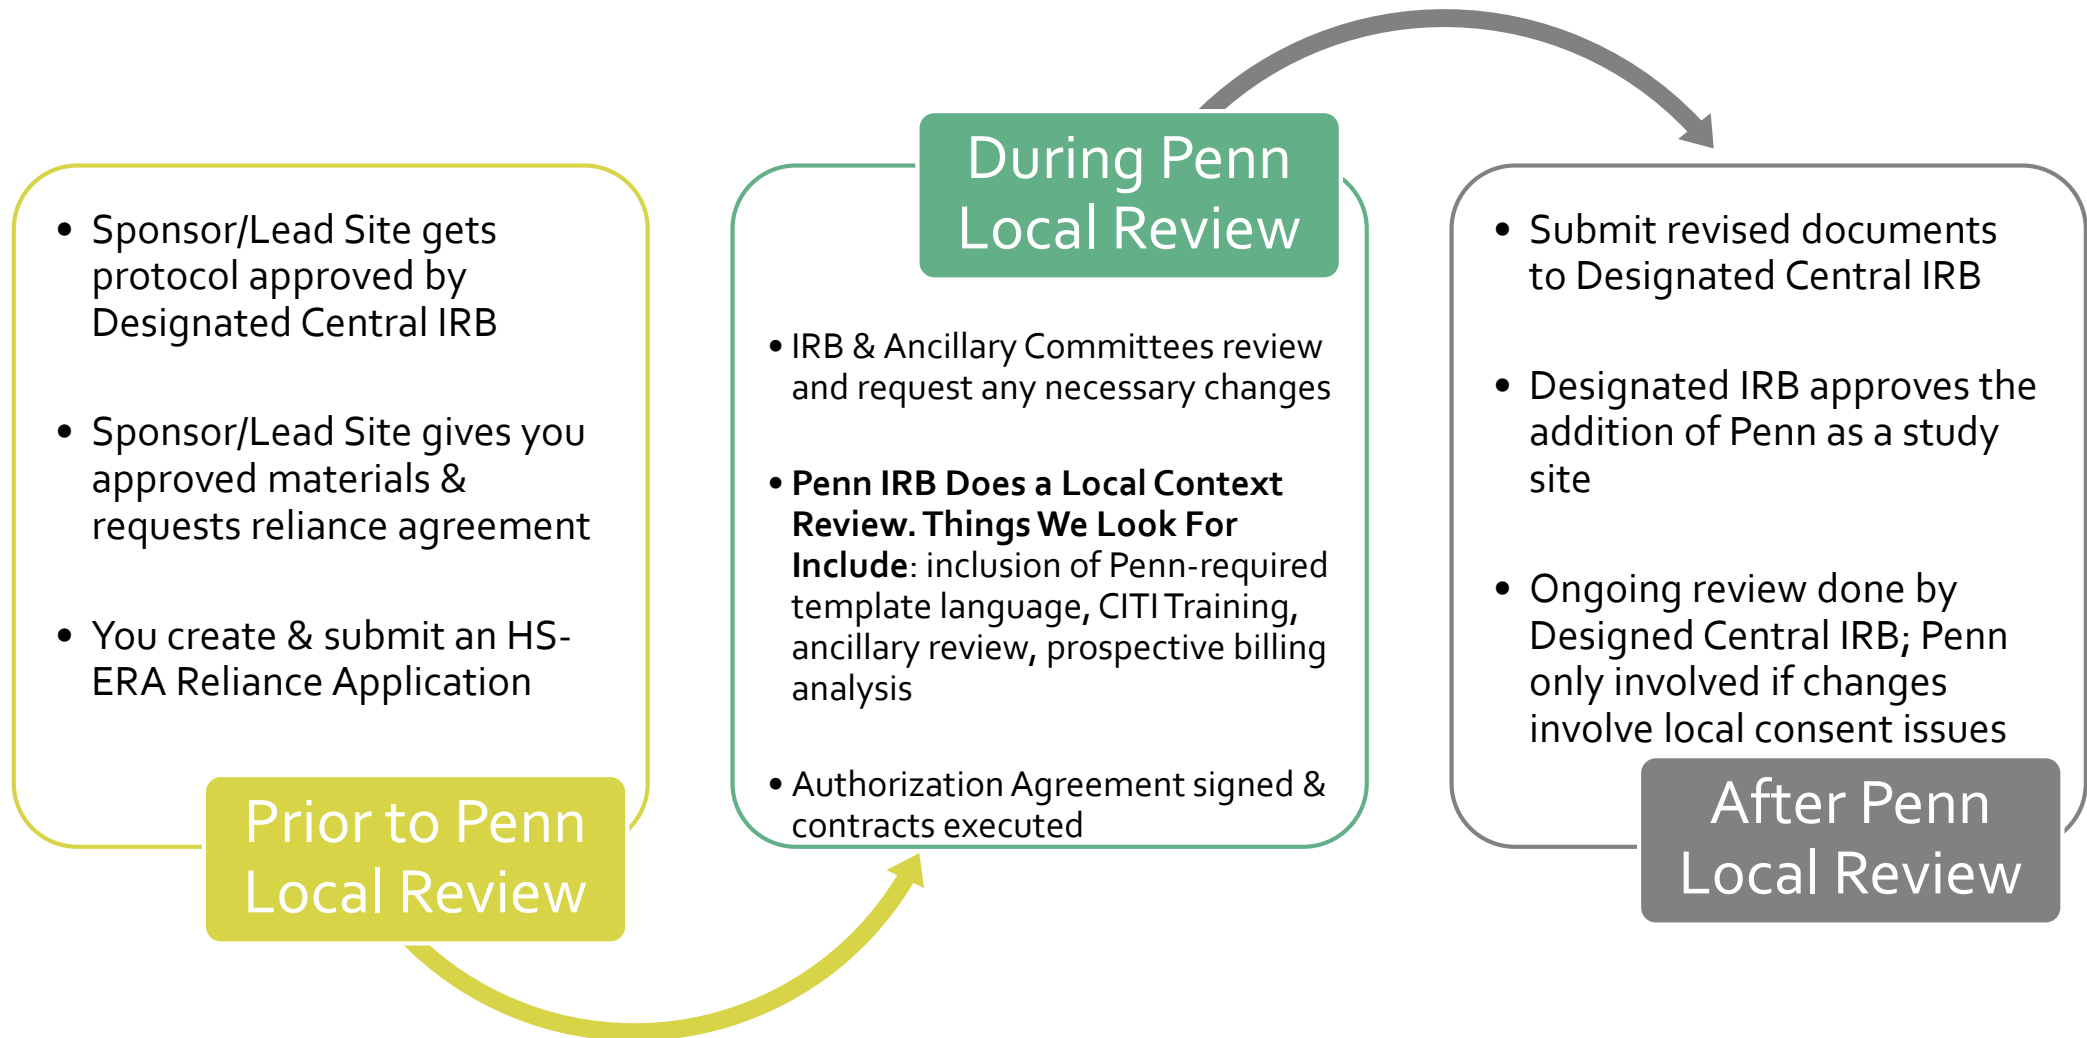 • Sponsor/Lead Site gets
protocol approved by
Designated Central IRB
• Sponsor/Lead Site gives you
approved materials &
requests reliance agreement
• You create & submit an HS-
ERA Reliance Application
Prior to Penn
Local Review
During Penn
Local Review
• IRB & Ancillary Committees review
and request any necessary changes
• Penn IRB Does a Local Context
Review. Things We Look For
Include: inclusion of Penn-required
template language, CITI Training,
ancillary review, prospective billing
analysis
• Authorization Agreement signed &
contracts executed
• Submit revised documents
to Designated Central IRB
• Designated IRB approves the
addition of Penn as a study
site
• Ongoing review done by
Designed Central IRB; Penn
only involved if changes
involve local consent issues
After Penn
Local Review